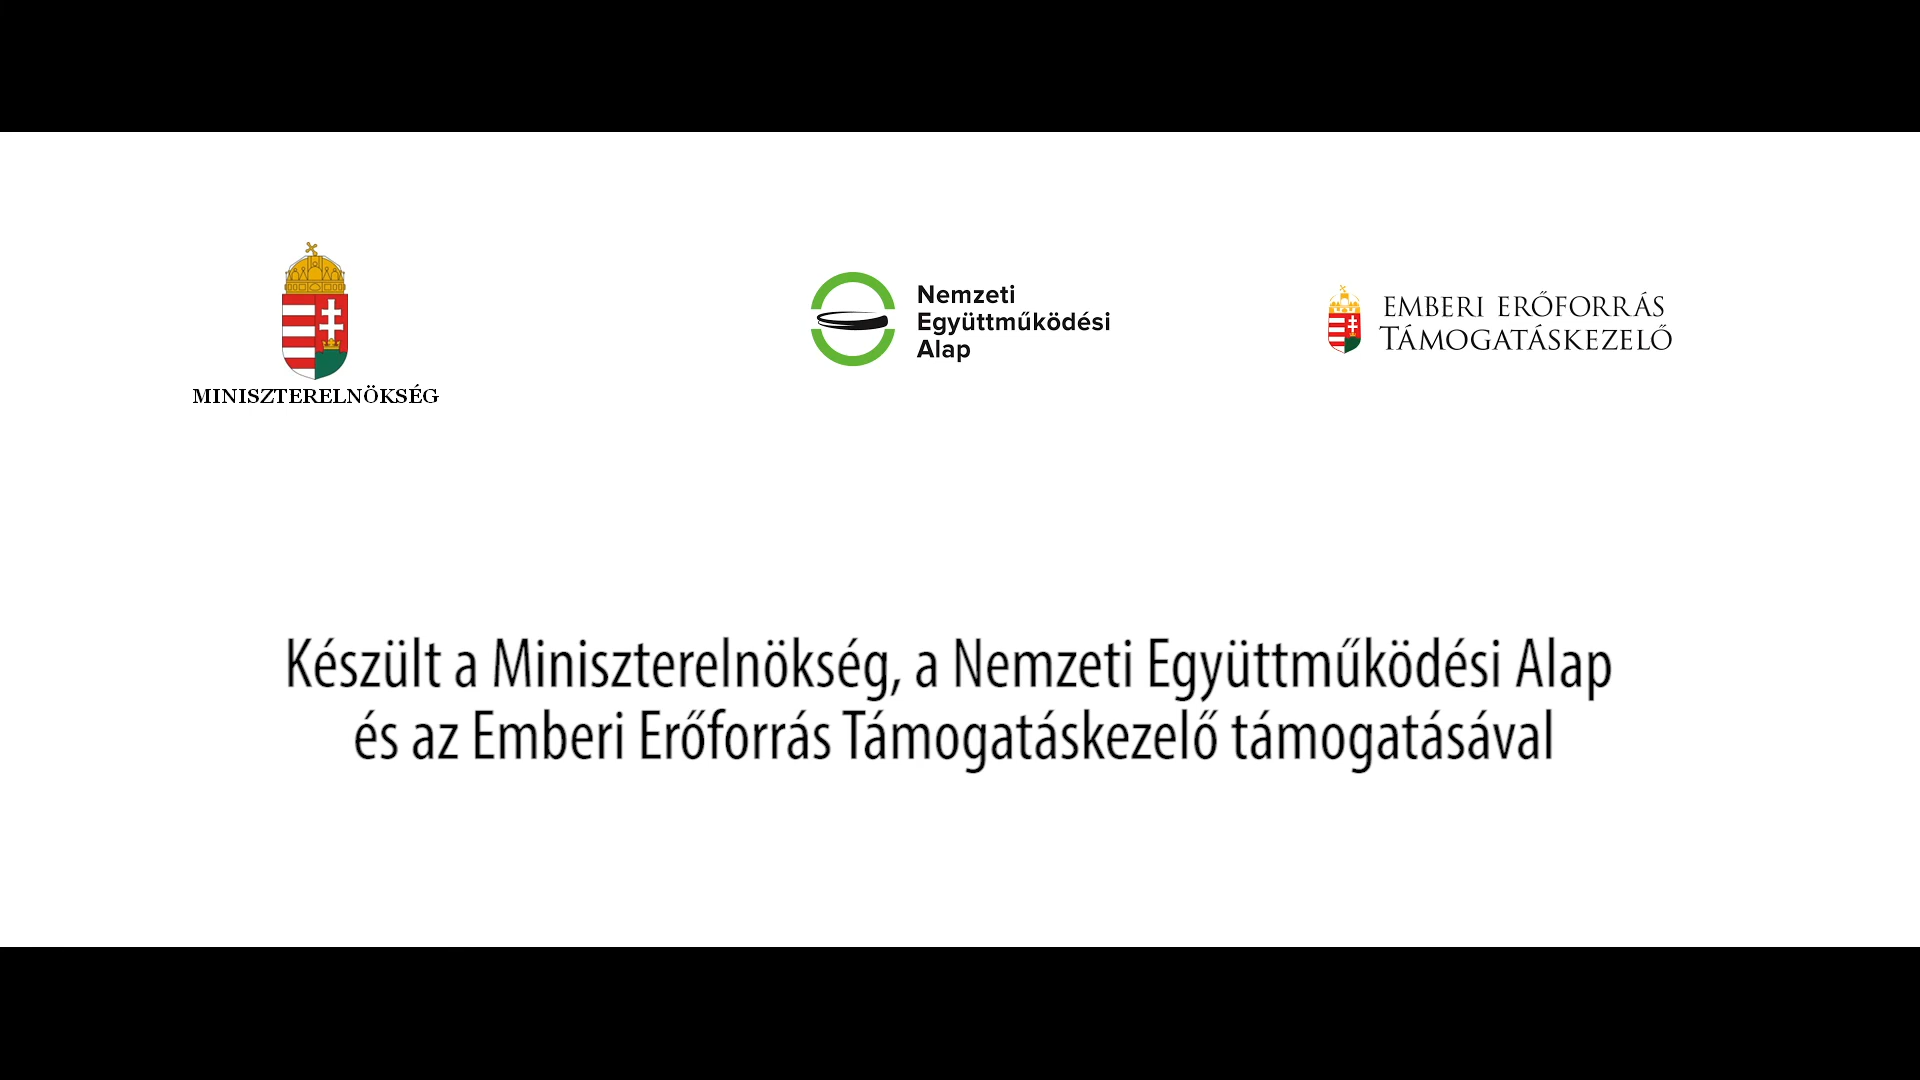 MINISZTERELNÖKSÉG
Nemzeti
Együttműködési
Alap
EMBERI ERŐFORRÁS
TÁMOGATÁSKEZELŐ
Készült a Miniszterelnökség, a Nemzeti Együttműködési Alap
és az Emberi Erőforrás Támogatáskezelő támogatásával